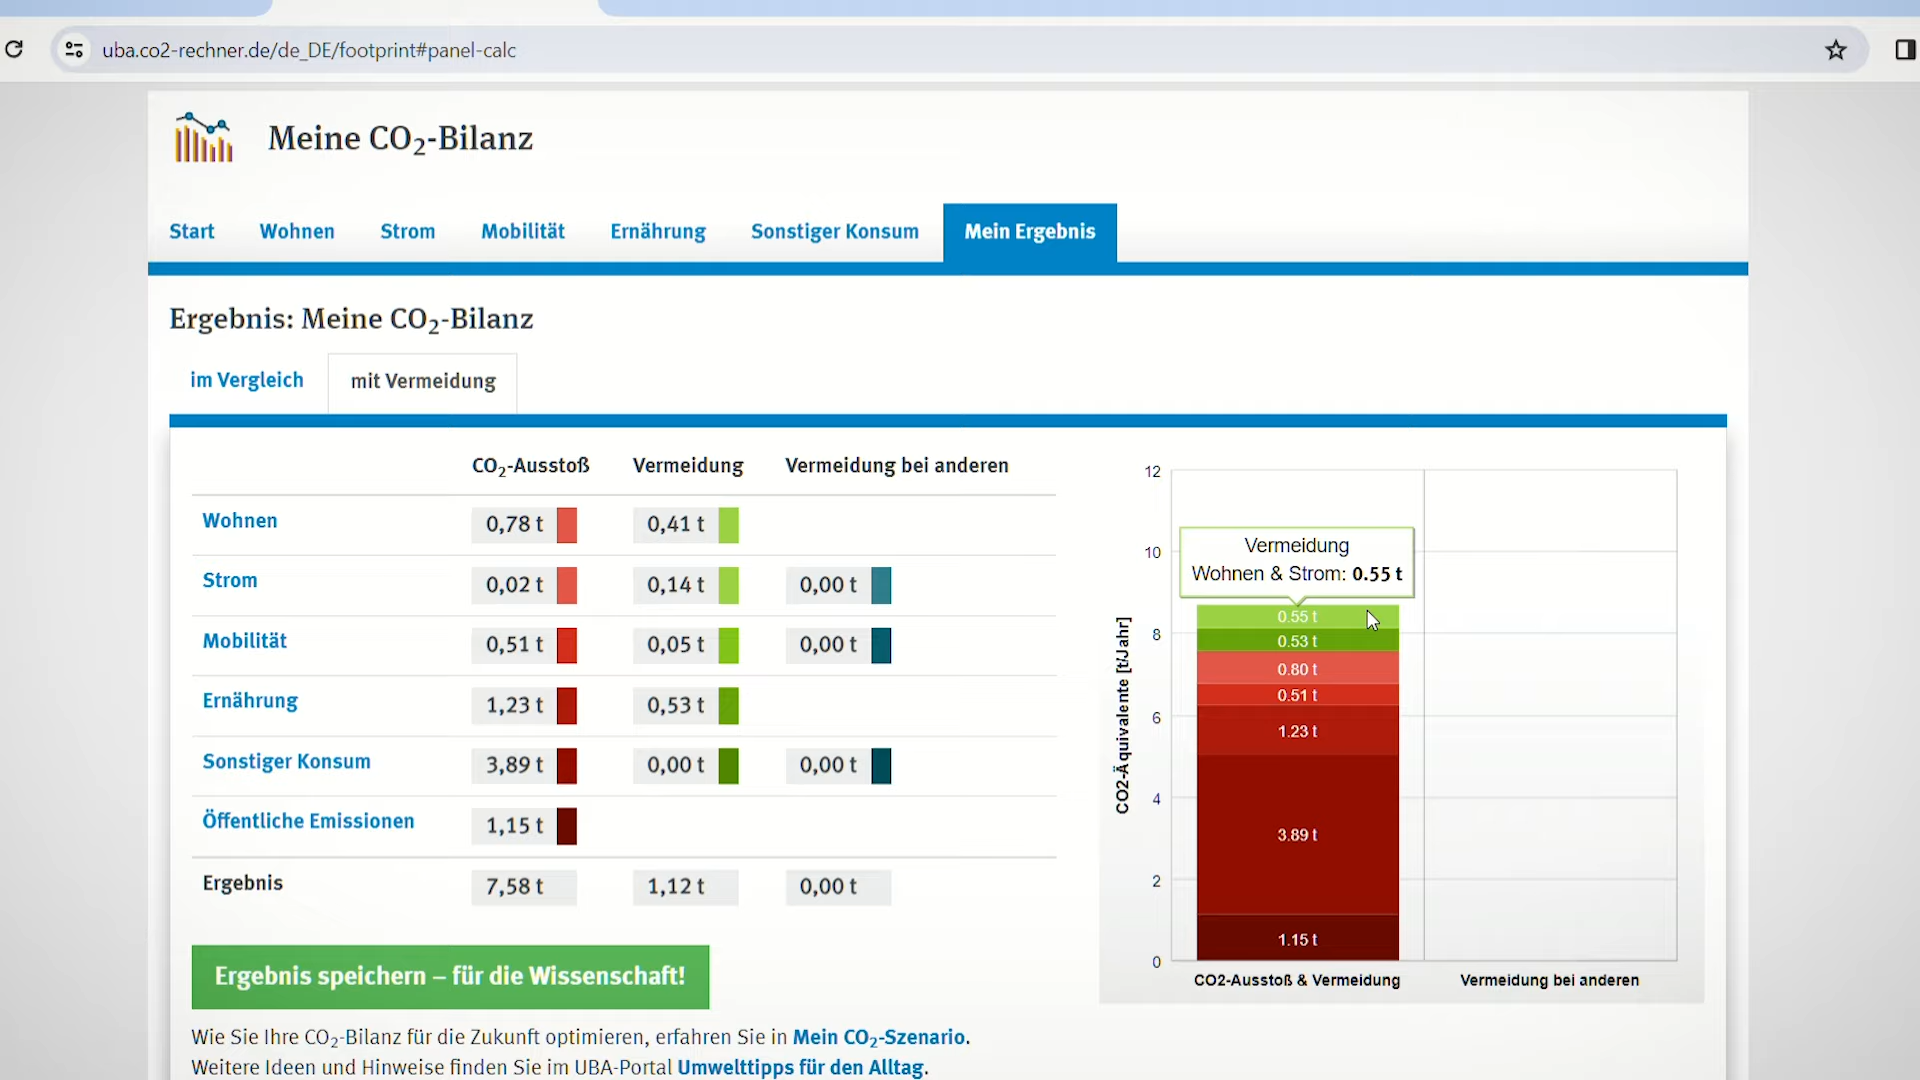 uba.co2-rechner.de/de_DE/footprint#panel-calc
Meine CO₂-Bilanz
Start Wohnen Strom Mobilität Ernährung Sonstiger Konsum Mein Ergebnis
Ergebnis: Meine CO₂-Bilanz
im Vergleich mit Vermeidung
CO₂-Ausstoß Vermeidung Vermeidung bei anderen
Wohnen 0,78 t 0,41 t
Strom 0,02 t 0,14 t 0,00 t
Mobilität 0,51 t 0,05 t 0,00 t
Ernährung 1,23 t 0,53 t
Sonstiger Konsum 3,89 t 0,00 t 0,00 t
Öffentliche Emissionen 1,15 t
Ergebnis 7,58 t 1,12 t 0,00 t
Ergebnis speichern – für die Wissenschaft!
Wie Sie Ihre CO₂-Bilanz für die Zukunft optimieren, erfahren Sie in Mein CO₂-Szenario.
Weitere Ideen und Hinweise finden Sie im UBA-Portal Umwelttipps für den Alltag.
CO2-Äquivalente [t/Jahr]
12
10
8
6
4
2
0
Vermeidung
Wohnen & Strom: 0.55 t
0.55 t
0.53 t
0.80 t
0.51 t
1.23 t
3.89 t
1.15 t
CO2-Ausstoß & Vermeidung Vermeidung bei anderen